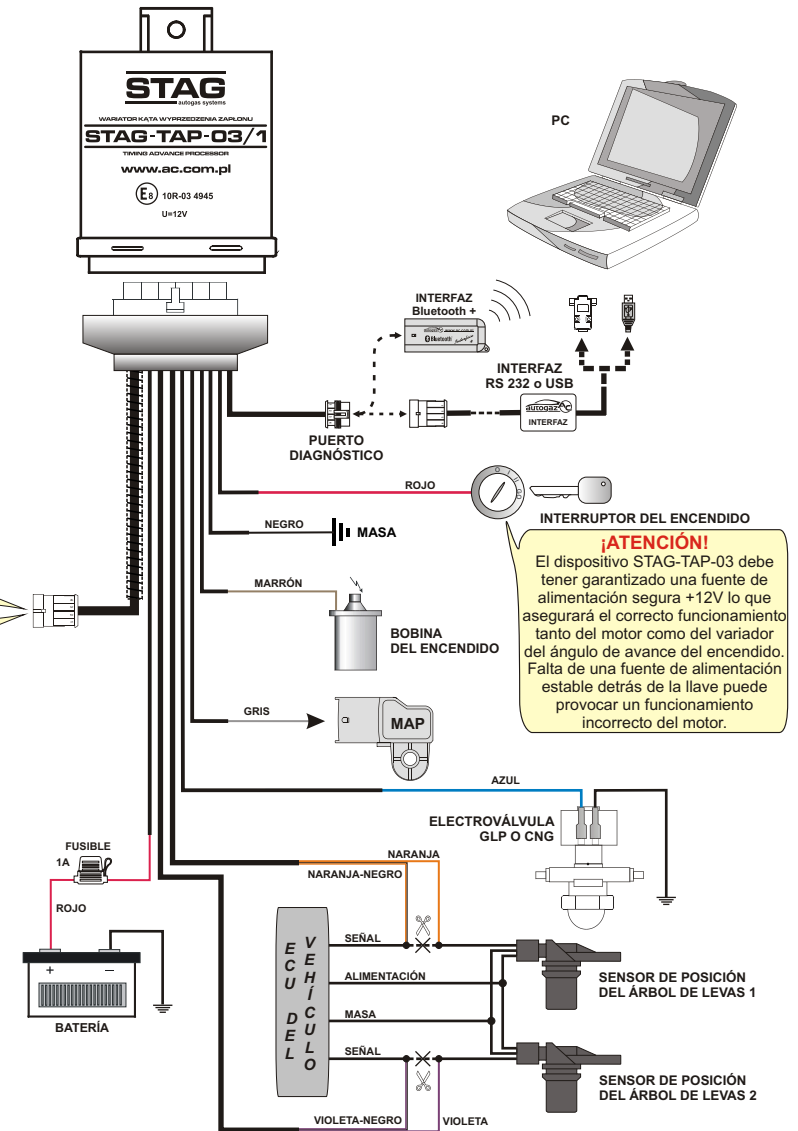 STAG
autogas systems
WARIATOR KĄTA WYPRZEDZENIA ZAPŁONU
STAG-TAP-03/1
TIMING ADVANCE PROCESSOR
www.ac.com.pl
E8 10R-03 4945
U=12V
PC
INTERFAZ
Bluetooth +
Bluetooth
INTERFAZ
RS 232 o USB
autogaz AC
INTERFAZ
PUERTO
DIAGNÓSTICO
ROJO
INTERRUPTOR DEL ENCENDIDO
NEGRO
MASA
¡ATENCIÓN!
El dispositivo STAG-TAP-03 debe
tener garantizado una fuente de
alimentación segura +12V lo que
asegurará el correcto funcionamiento
tanto del motor como del variador
del ángulo de avance del encendido.
Falta de una fuente de alimentación
estable detrás de la llave puede
provocar un funcionamiento
incorrecto del motor.
MARRÓN
BOBINA
DEL ENCENDIDO
GRIS
MAP
AZUL
ELECTROVÁLVULA
GLP O CNG
FUSIBLE
1A
ROJO
+ –
BATERÍA
NARANJA
NARANJA-NEGRO
ECU DEL
VEHÍCULO
SEÑAL
ALIMENTACIÓN
MASA
SEÑAL
SENSOR DE POSICIÓN
DEL ÁRBOL DE LEVAS 1
SENSOR DE POSICIÓN
DEL ÁRBOL DE LEVAS 2
VIOLETA-NEGRO
VIOLETA